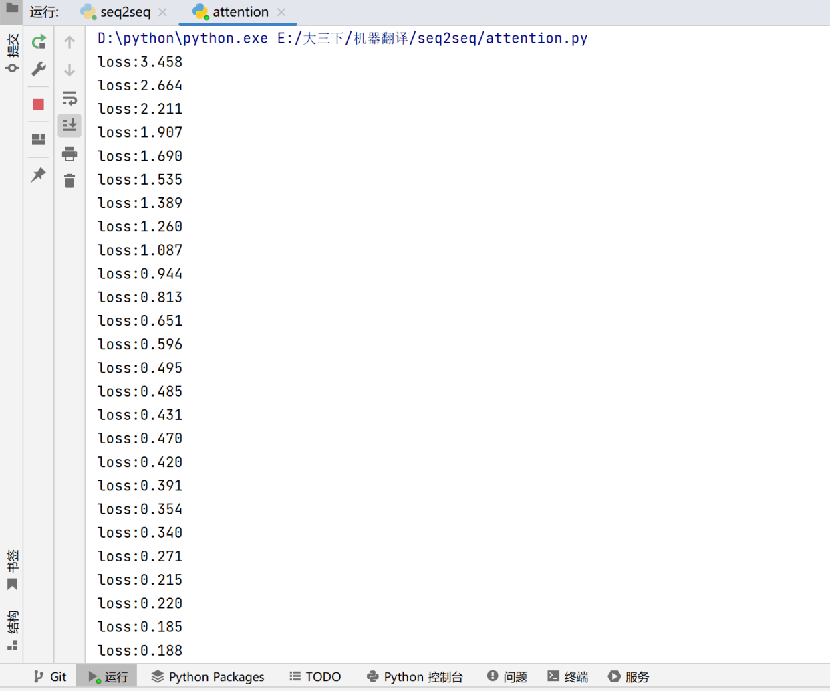 运行: seq2seq attention
D:\python\python.exe E:/大三下/机器翻译/seq2seq/attention.py
loss:3.458
loss:2.664
loss:2.211
loss:1.907
loss:1.690
loss:1.535
loss:1.389
loss:1.260
loss:1.087
loss:0.944
loss:0.813
loss:0.651
loss:0.596
loss:0.495
loss:0.485
loss:0.431
loss:0.470
loss:0.420
loss:0.391
loss:0.354
loss:0.340
loss:0.271
loss:0.215
loss:0.220
loss:0.185
loss:0.188
提交
书签
结构
Git 运行 Python Packages TODO Python 控制台 问题 终端 服务